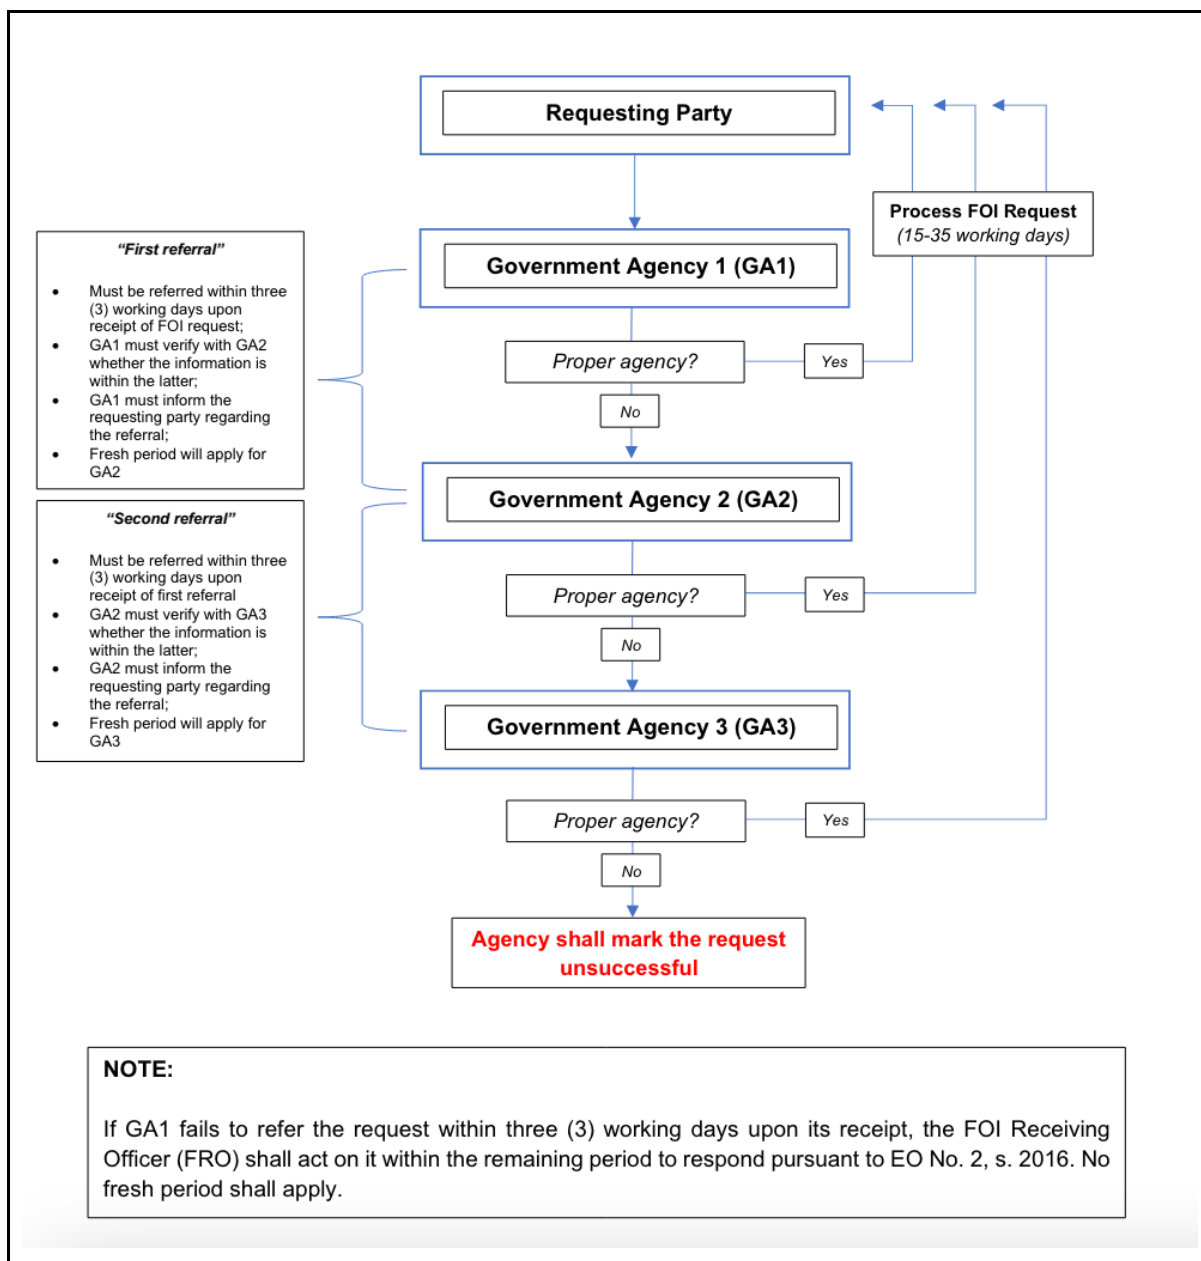 Requesting Party
Process FOI Request
(15-35 working days)
Government Agency 1 (GA1)
“First referral”
• Must be referred within three
(3) working days upon
receipt of FOI request;
• GA1 must verify with GA2
whether the information is
within the latter;
• GA1 must inform the
requesting party regarding
the referral;
• Fresh period will apply for
GA2
Proper agency?
Yes
No
Government Agency 2 (GA2)
“Second referral”
• Must be referred within three
(3) working days upon
receipt of first referral
• GA2 must verify with GA3
whether the information is
within the latter;
• GA2 must inform the
requesting party regarding
the referral;
• Fresh period will apply for
GA3
Proper agency?
Yes
No
Government Agency 3 (GA3)
Proper agency?
Yes
No
Agency shall mark the request
unsuccessful
NOTE:
If GA1 fails to refer the request within three (3) working days upon its receipt, the FOI Receiving
Officer (FRO) shall act on it within the remaining period to respond pursuant to EO No. 2, s. 2016. No
fresh period shall apply.